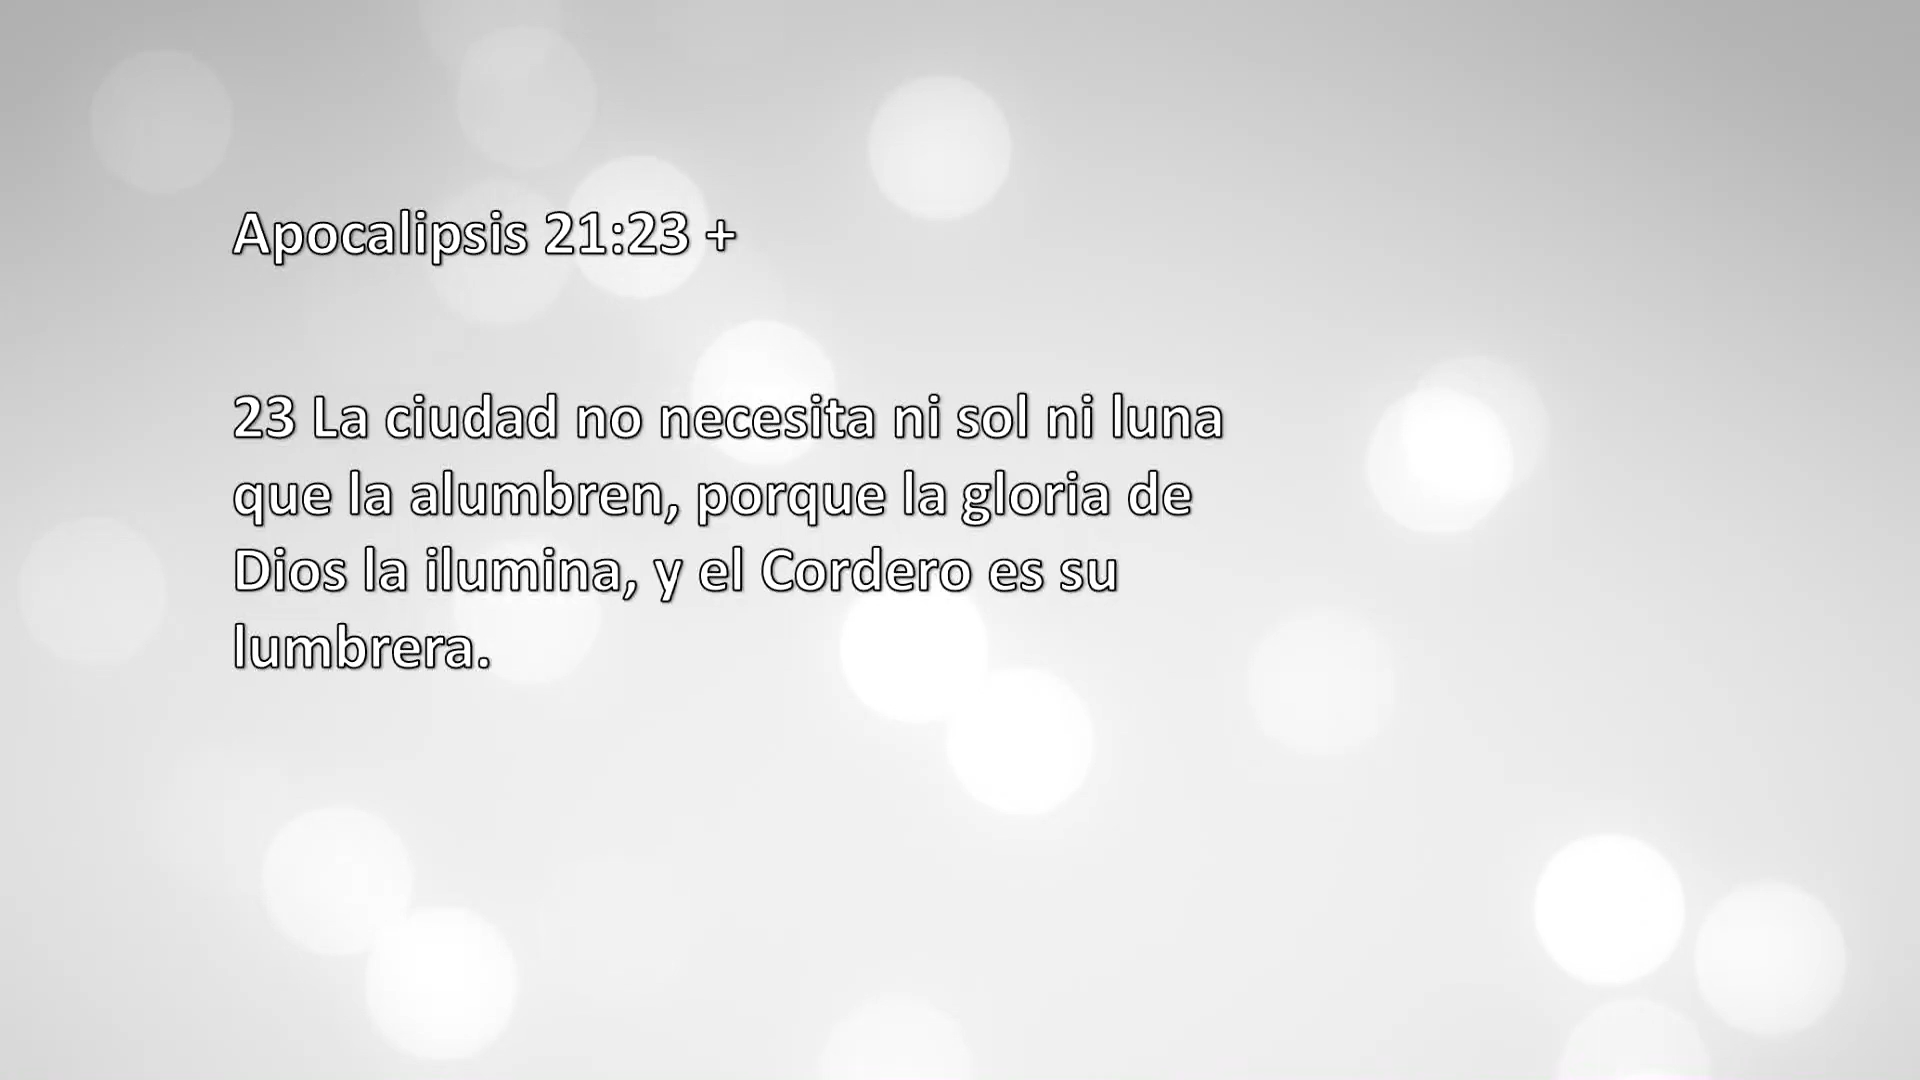 Apocalipsis 21:23 +
23 La ciudad no necesita ni sol ni luna
que la alumbren, porque la gloria de
Dios la ilumina, y el Cordero es su
lumbrera.